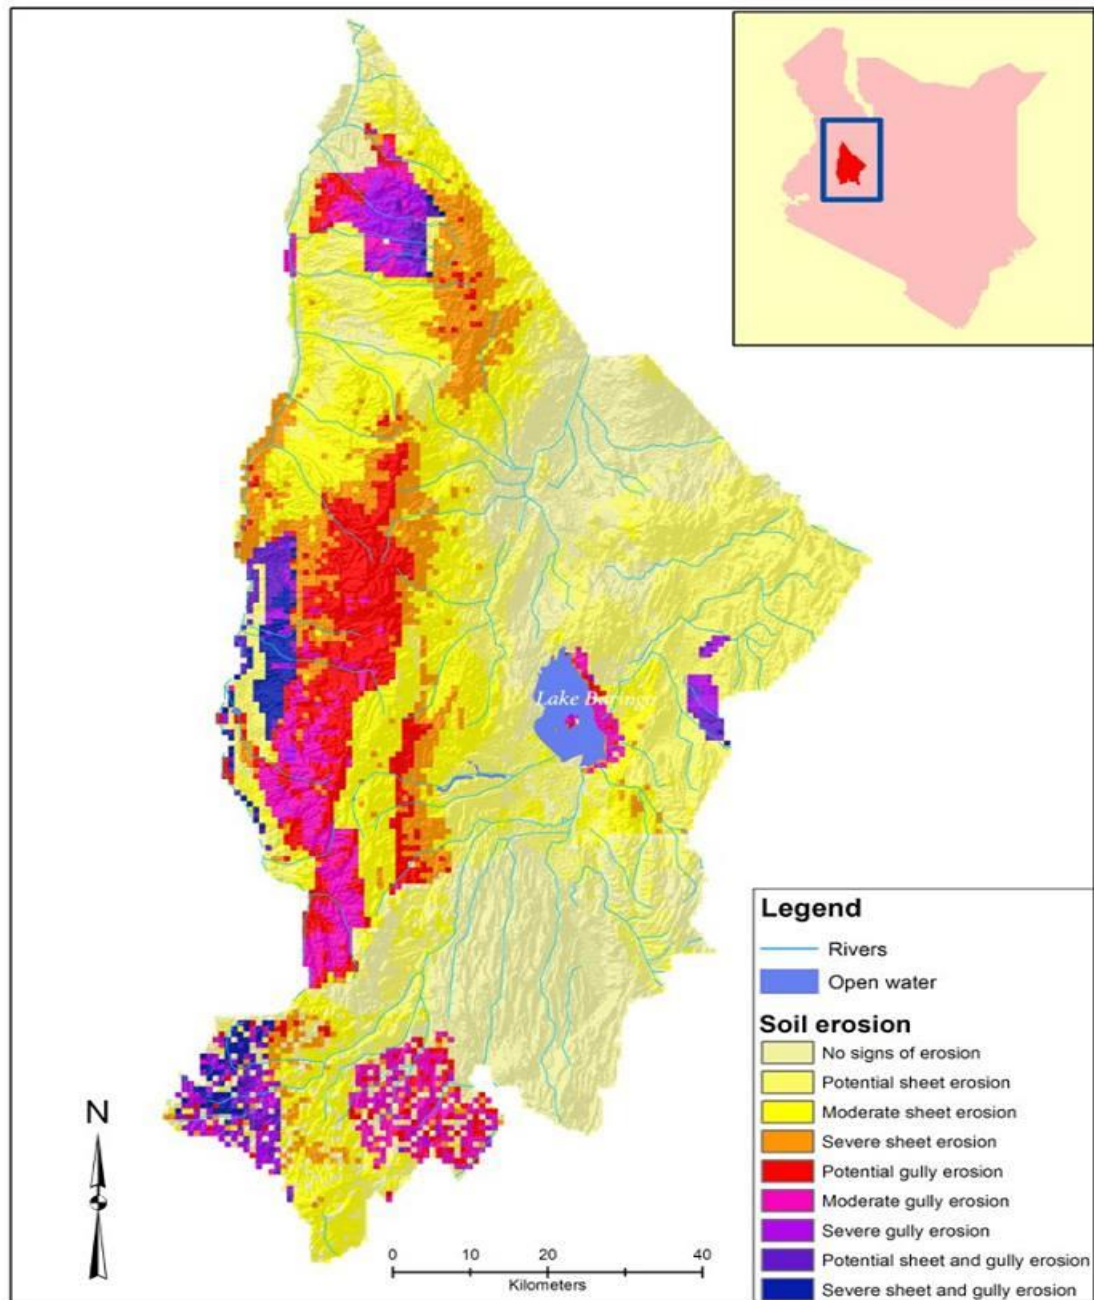 Lake Baringo
Legend
Rivers
Open water
Soil erosion
No signs of erosion
Potential sheet erosion
Moderate sheet erosion
Severe sheet erosion
Potential gully erosion
Moderate gully erosion
Severe gully erosion
Potential sheet and gully erosion
Severe sheet and gully erosion
N
0 20 40
Kilometers